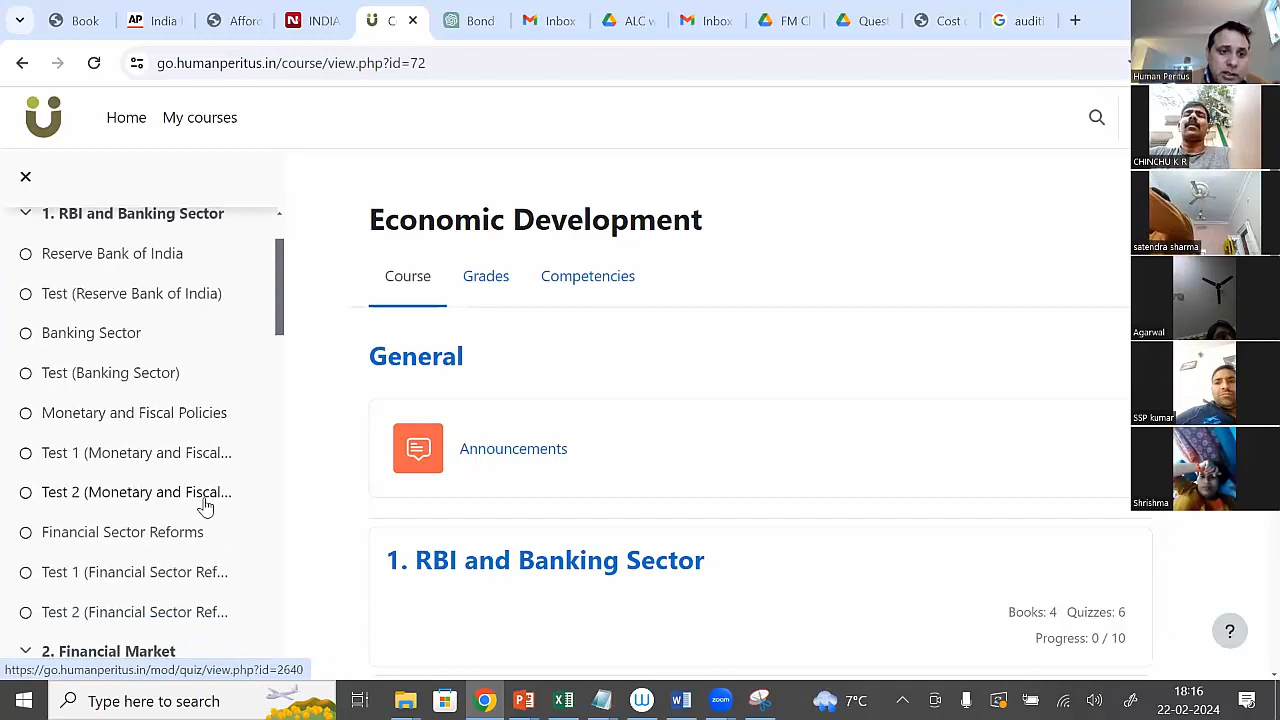 Book
India
Afford
INDIA
C
Bond
Inbox
ALC v
Inbox
FM Cl
Quest
Cost
auditi
go.humanperitus.in/course/view.php?id=72
Home My courses
1. RBI and Banking Sector
Reserve Bank of India
Test (Reserve Bank of India)
Banking Sector
Test (Banking Sector)
Monetary and Fiscal Policies
Test 1 (Monetary and Fiscal...
Test 2 (Monetary and Fiscal...
Financial Sector Reforms
Test 1 (Financial Sector Ref...
Test 2 (Financial Sector Ref...
2. Financial Market
https://go.humanperitus.in/mod/quiz/view.php?id=2640
Economic Development
Course Grades Competencies
General
Announcements
1. RBI and Banking Sector
Books: 4 Quizzes: 6
Progress: 0 / 10
?
Human Peritus
CHINCHU K R
satendra sharma
Agarwal
SSP kumar
Shrishma
Type here to search
zoom
7°C
18:16
22-02-2024